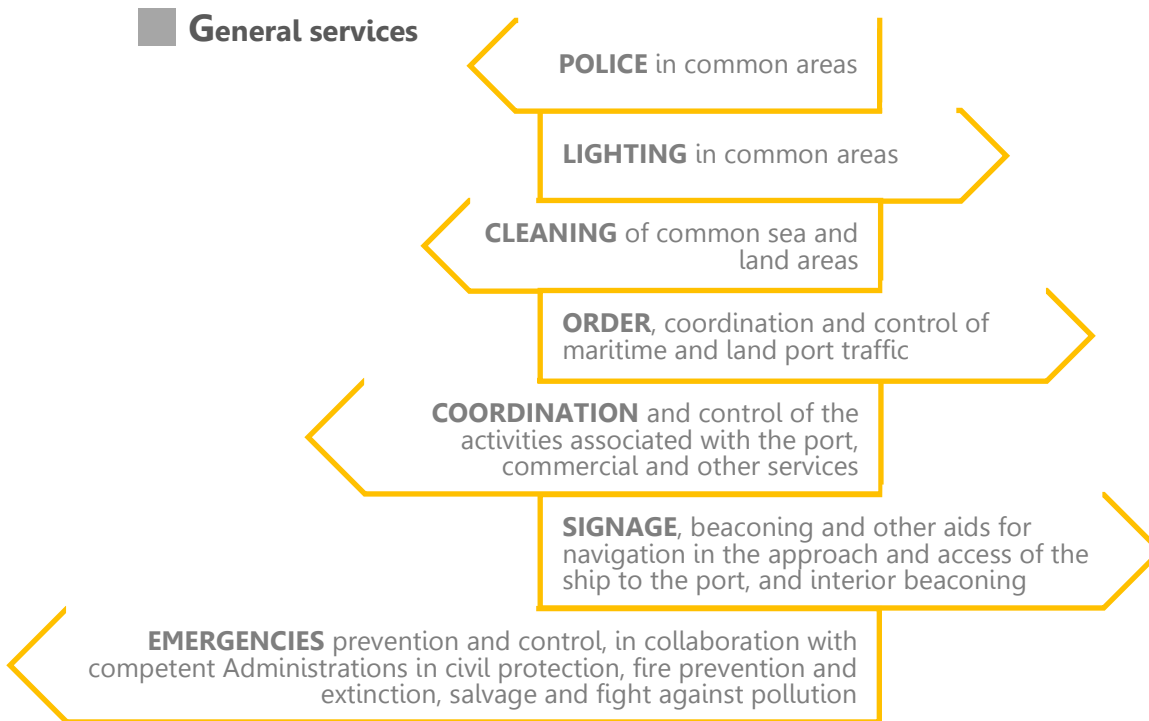 General services
POLICE in common areas
LIGHTING in common areas
CLEANING of common sea and
land areas
ORDER, coordination and control of
maritime and land port traffic
COORDINATION and control of the
activities associated with the port,
commercial and other services
SIGNAGE, beaconing and other aids for
navigation in the approach and access of the
ship to the port, and interior beaconing
EMERGENCIES prevention and control, in collaboration with
competent Administrations in civil protection, fire prevention and
extinction, salvage and fight against pollution